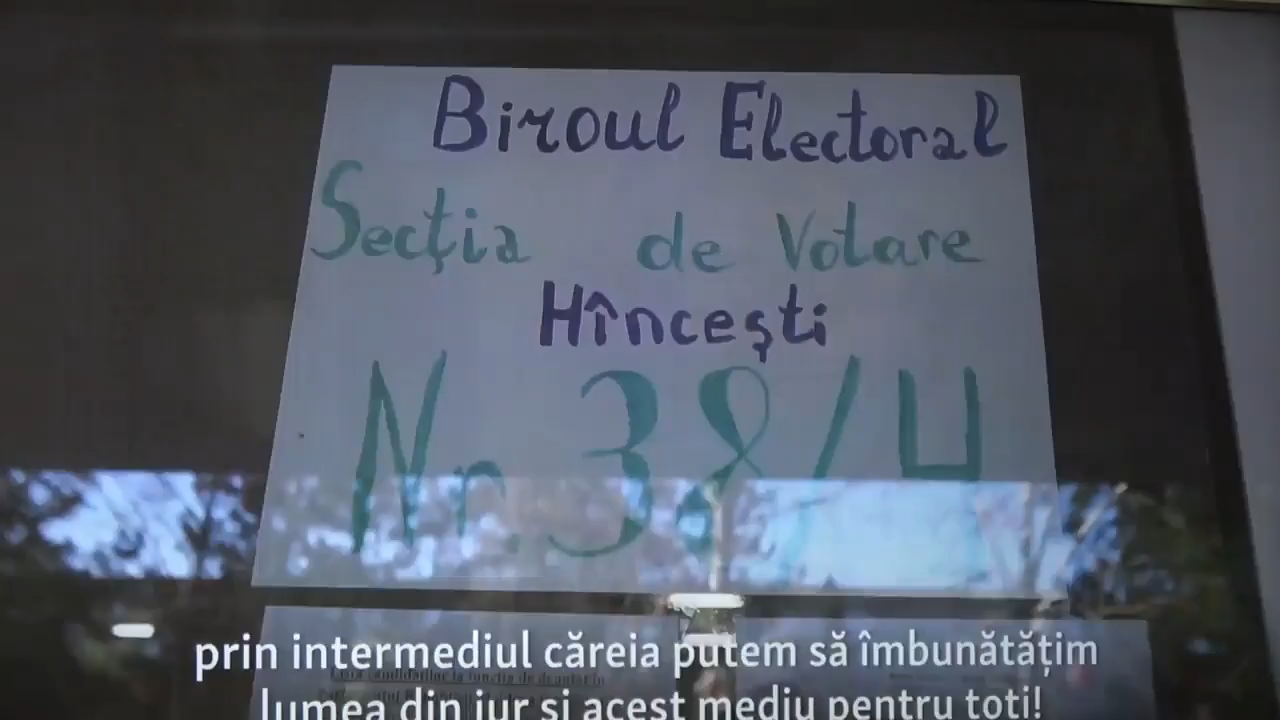 Biroul Electoral
Secția de Votare
Hîncești
Nr. 38/4
prin intermediul căreia putem să îmbunătățim
lumea din jur și acest mediu pentru toți!